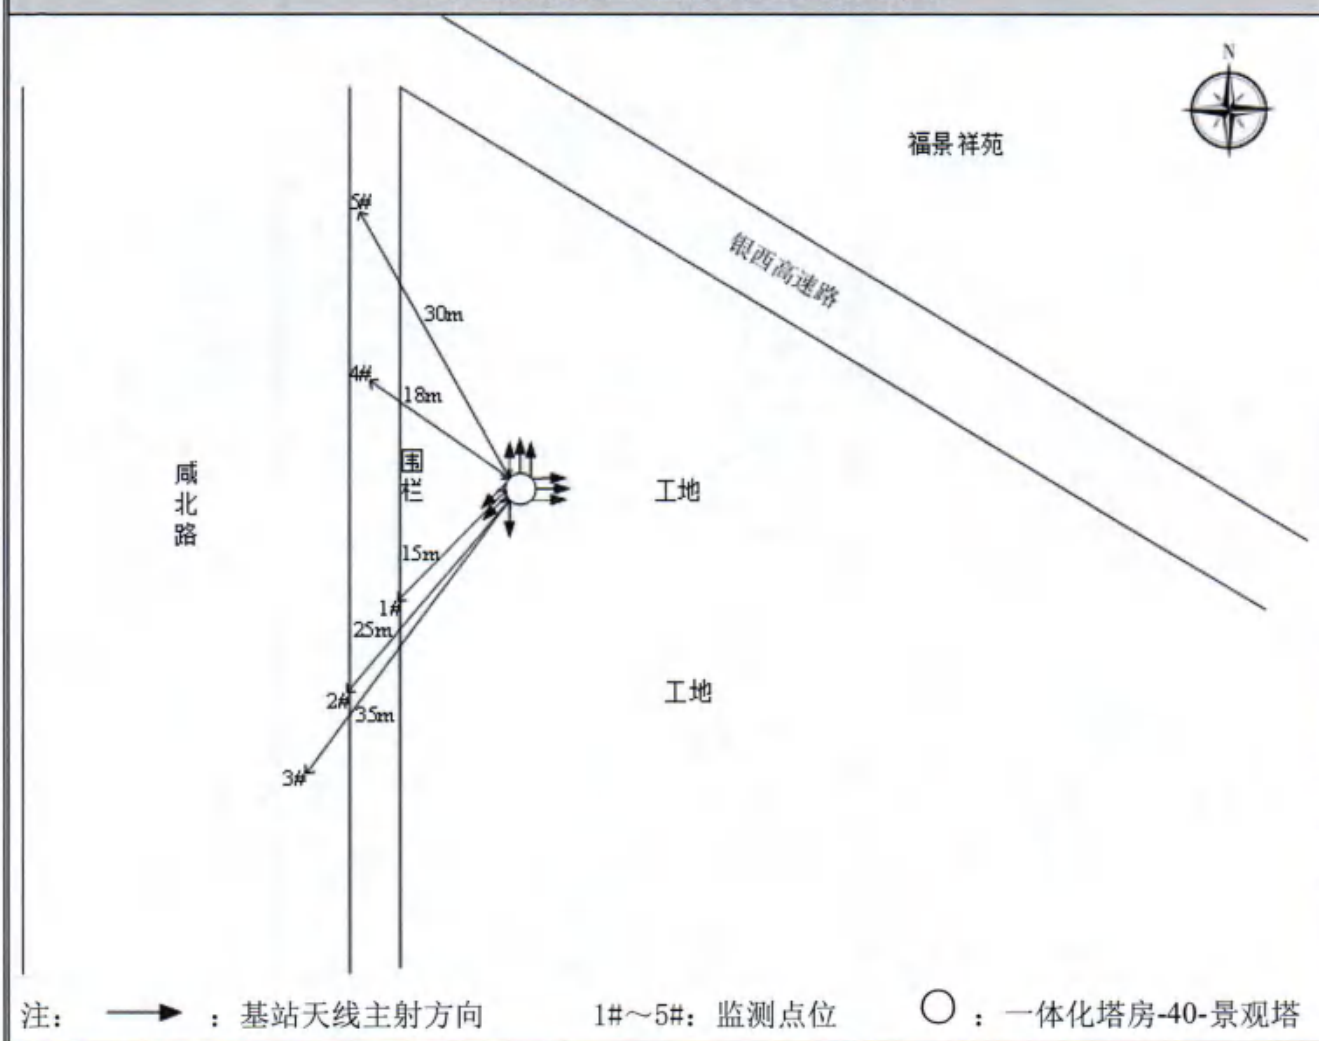 N
福景祥苑
银西高速路
5#
30m
4#
18m
咸北路
围栏
工地
15m
1#
25m
工地
2#
35m
3#
注： ：基站天线主射方向 1#～5#：监测点位 ：一体化塔房-40-景观塔